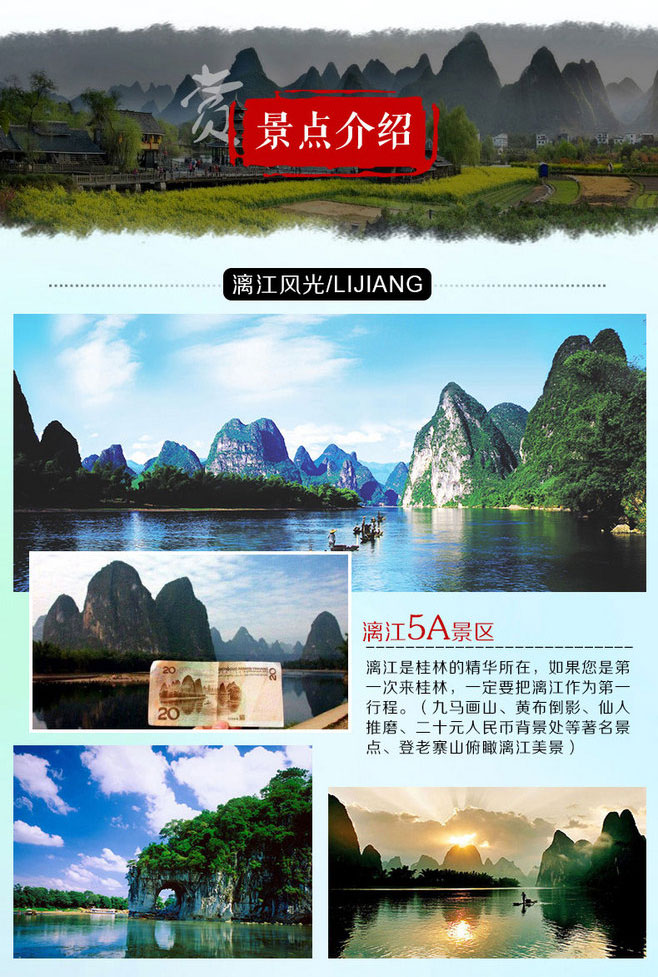 赏
景点介绍
漓江风光/LIJIANG
20
20
漓江5A景区
漓江是桂林的精华所在，如果您是第
一次来桂林，一定要把漓江作为第一
行程。（九马画山、黄布倒影、仙人
推磨、二十元人民币背景处等著名景
点、登老寨山俯瞰漓江美景）